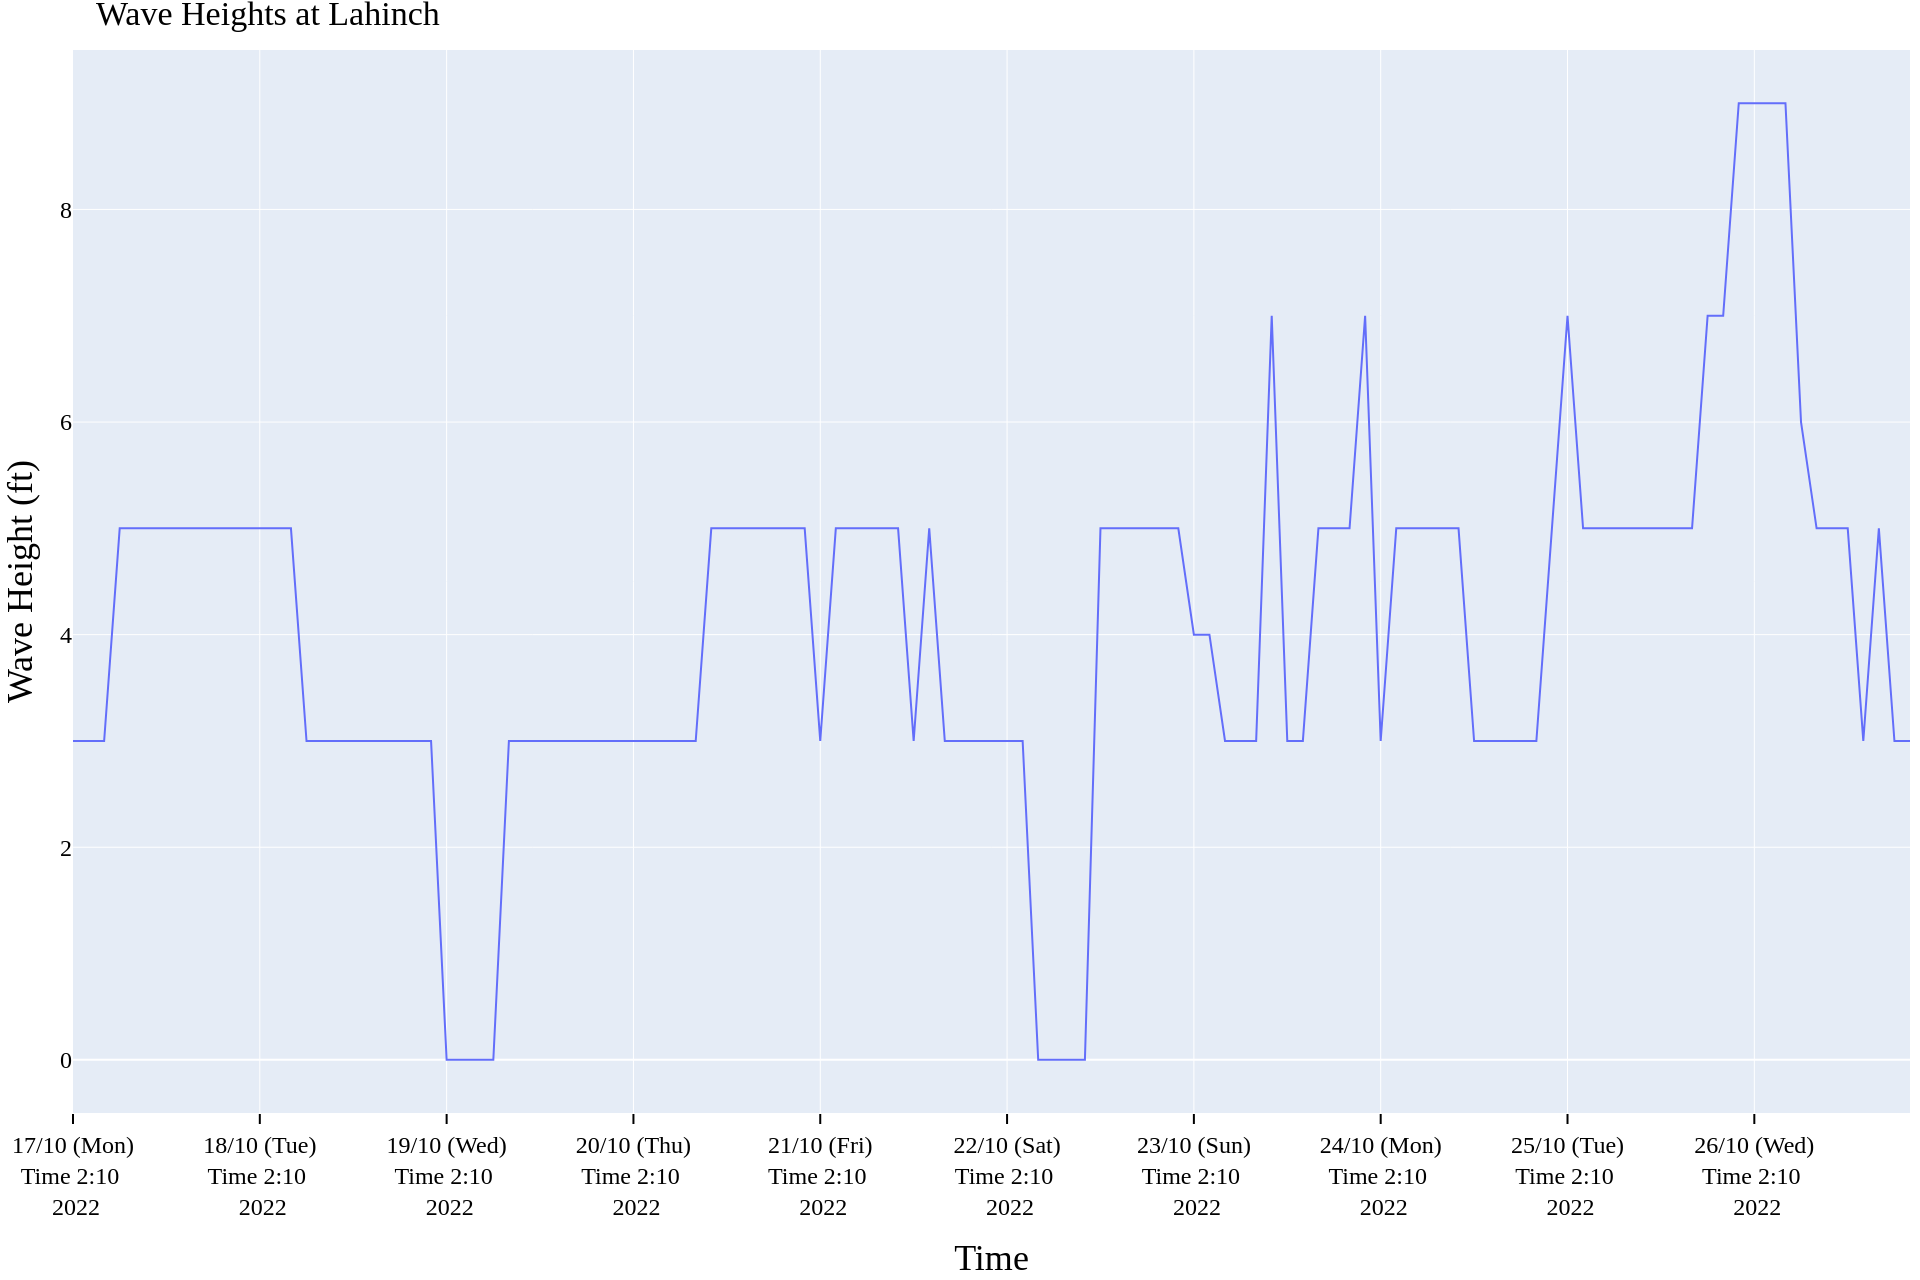 Wave Heights at Lahinch
Wave Height (ft)
8
6
4
2
0
17/10 (Mon) 18/10 (Tue) 19/10 (Wed) 20/10 (Thu) 21/10 (Fri) 22/10 (Sat) 23/10 (Sun) 24/10 (Mon) 25/10 (Tue) 26/10 (Wed)
Time 2:10 Time 2:10 Time 2:10 Time 2:10 Time 2:10 Time 2:10 Time 2:10 Time 2:10 Time 2:10 Time 2:10
2022 2022 2022 2022 2022 2022 2022 2022 2022 2022
Time